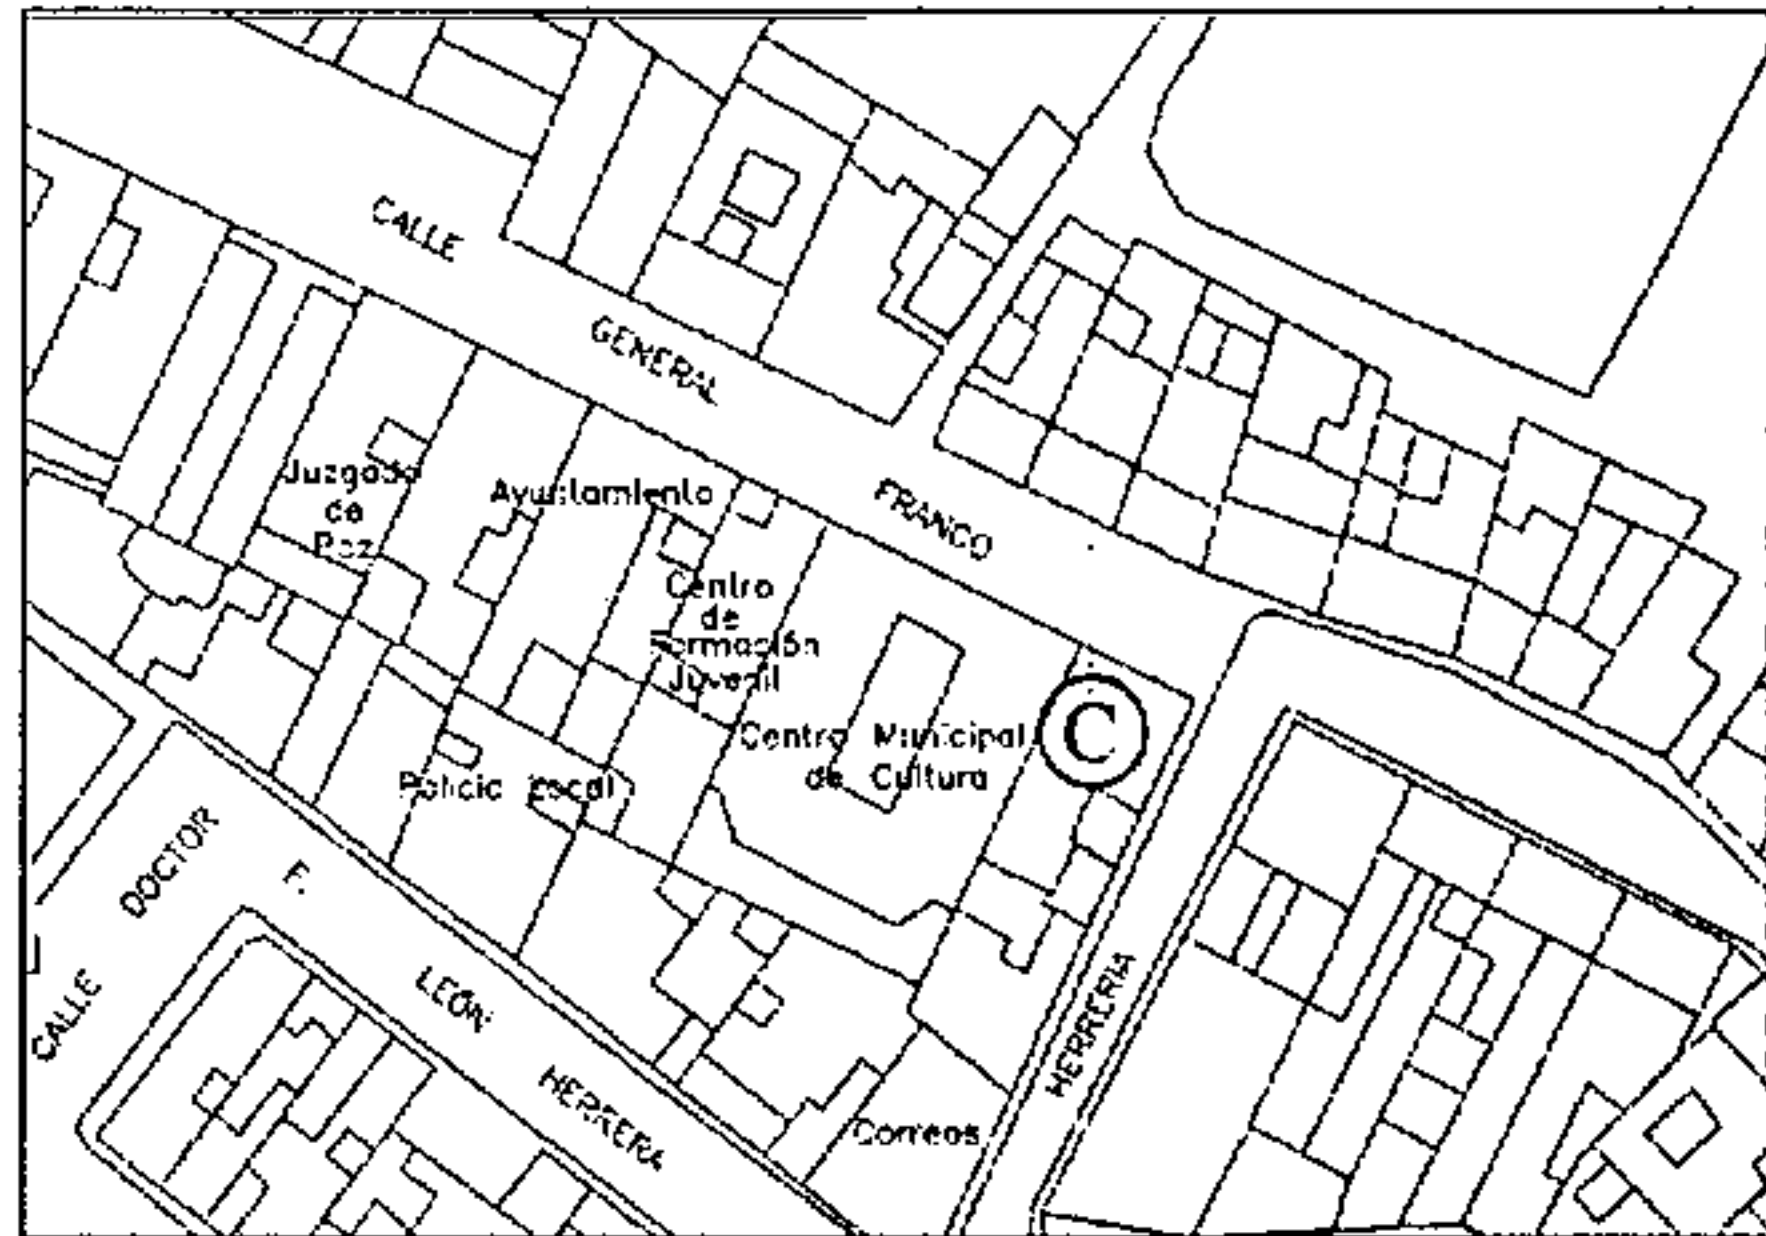 CALLE
GENERAL
FRANCO
Juzgado
de
Paz
Ayuntamiento
Centro
de
Formación
Juvenil
C
Centro Municipal
de Cultura
Policia Local
DOCTOR
F.
LEÓN
HERRERA
CALLE
HERRERIA
Correos